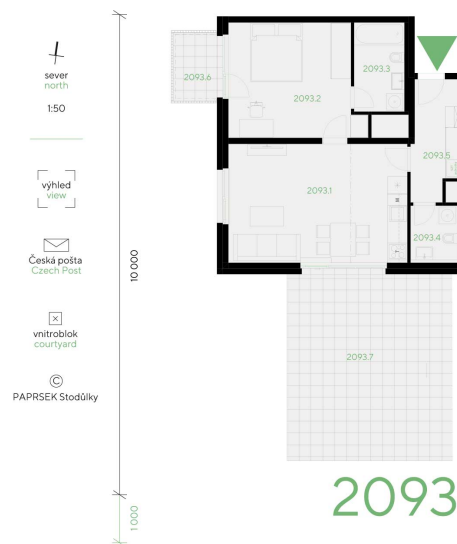 sever
north
1:50
výhled
view
Česká pošta
Czech Post
vnitroblok
courtyard
©
PAPRSEK Stodůlky
10 000
1 000
2093.6
2093.2
2093.3
2093.5
2093.1
2093.4
2093.7
2093